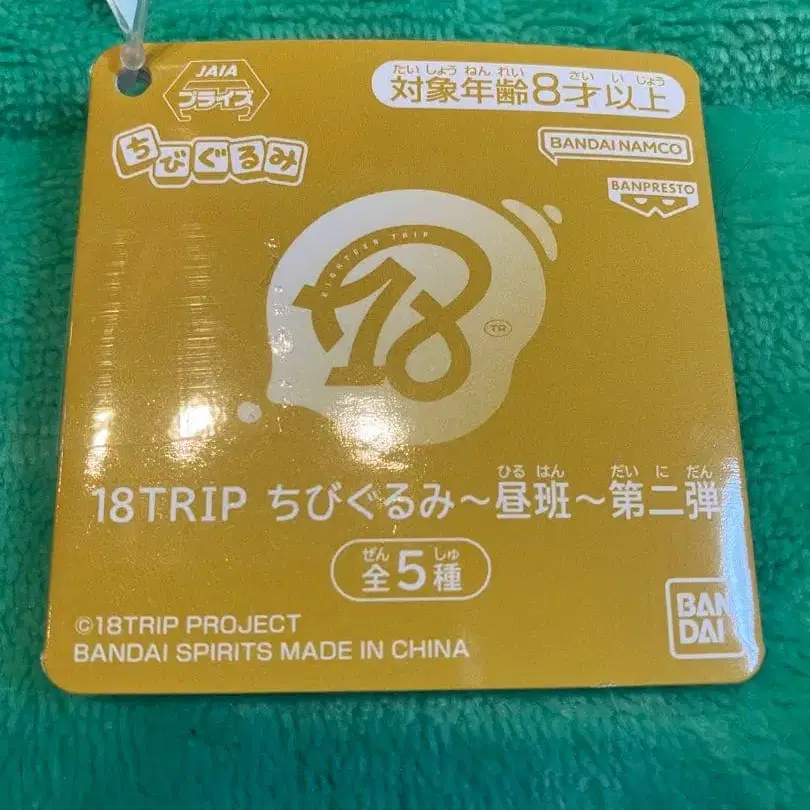 JAIA
プライズ
たいしょうねんれい さいいじょう
対象年齢8才以上
ちびぐるみ
BANDAI NAMCO
BANPRESTO
EIGHTEEN TRIP
18
TR
ひるはん だいにだん
18TRIP ちびぐるみ～昼班～第二弾
ぜん しゅ
全5種
©18TRIP PROJECT
BANDAI SPIRITS MADE IN CHINA
BAN
DAI